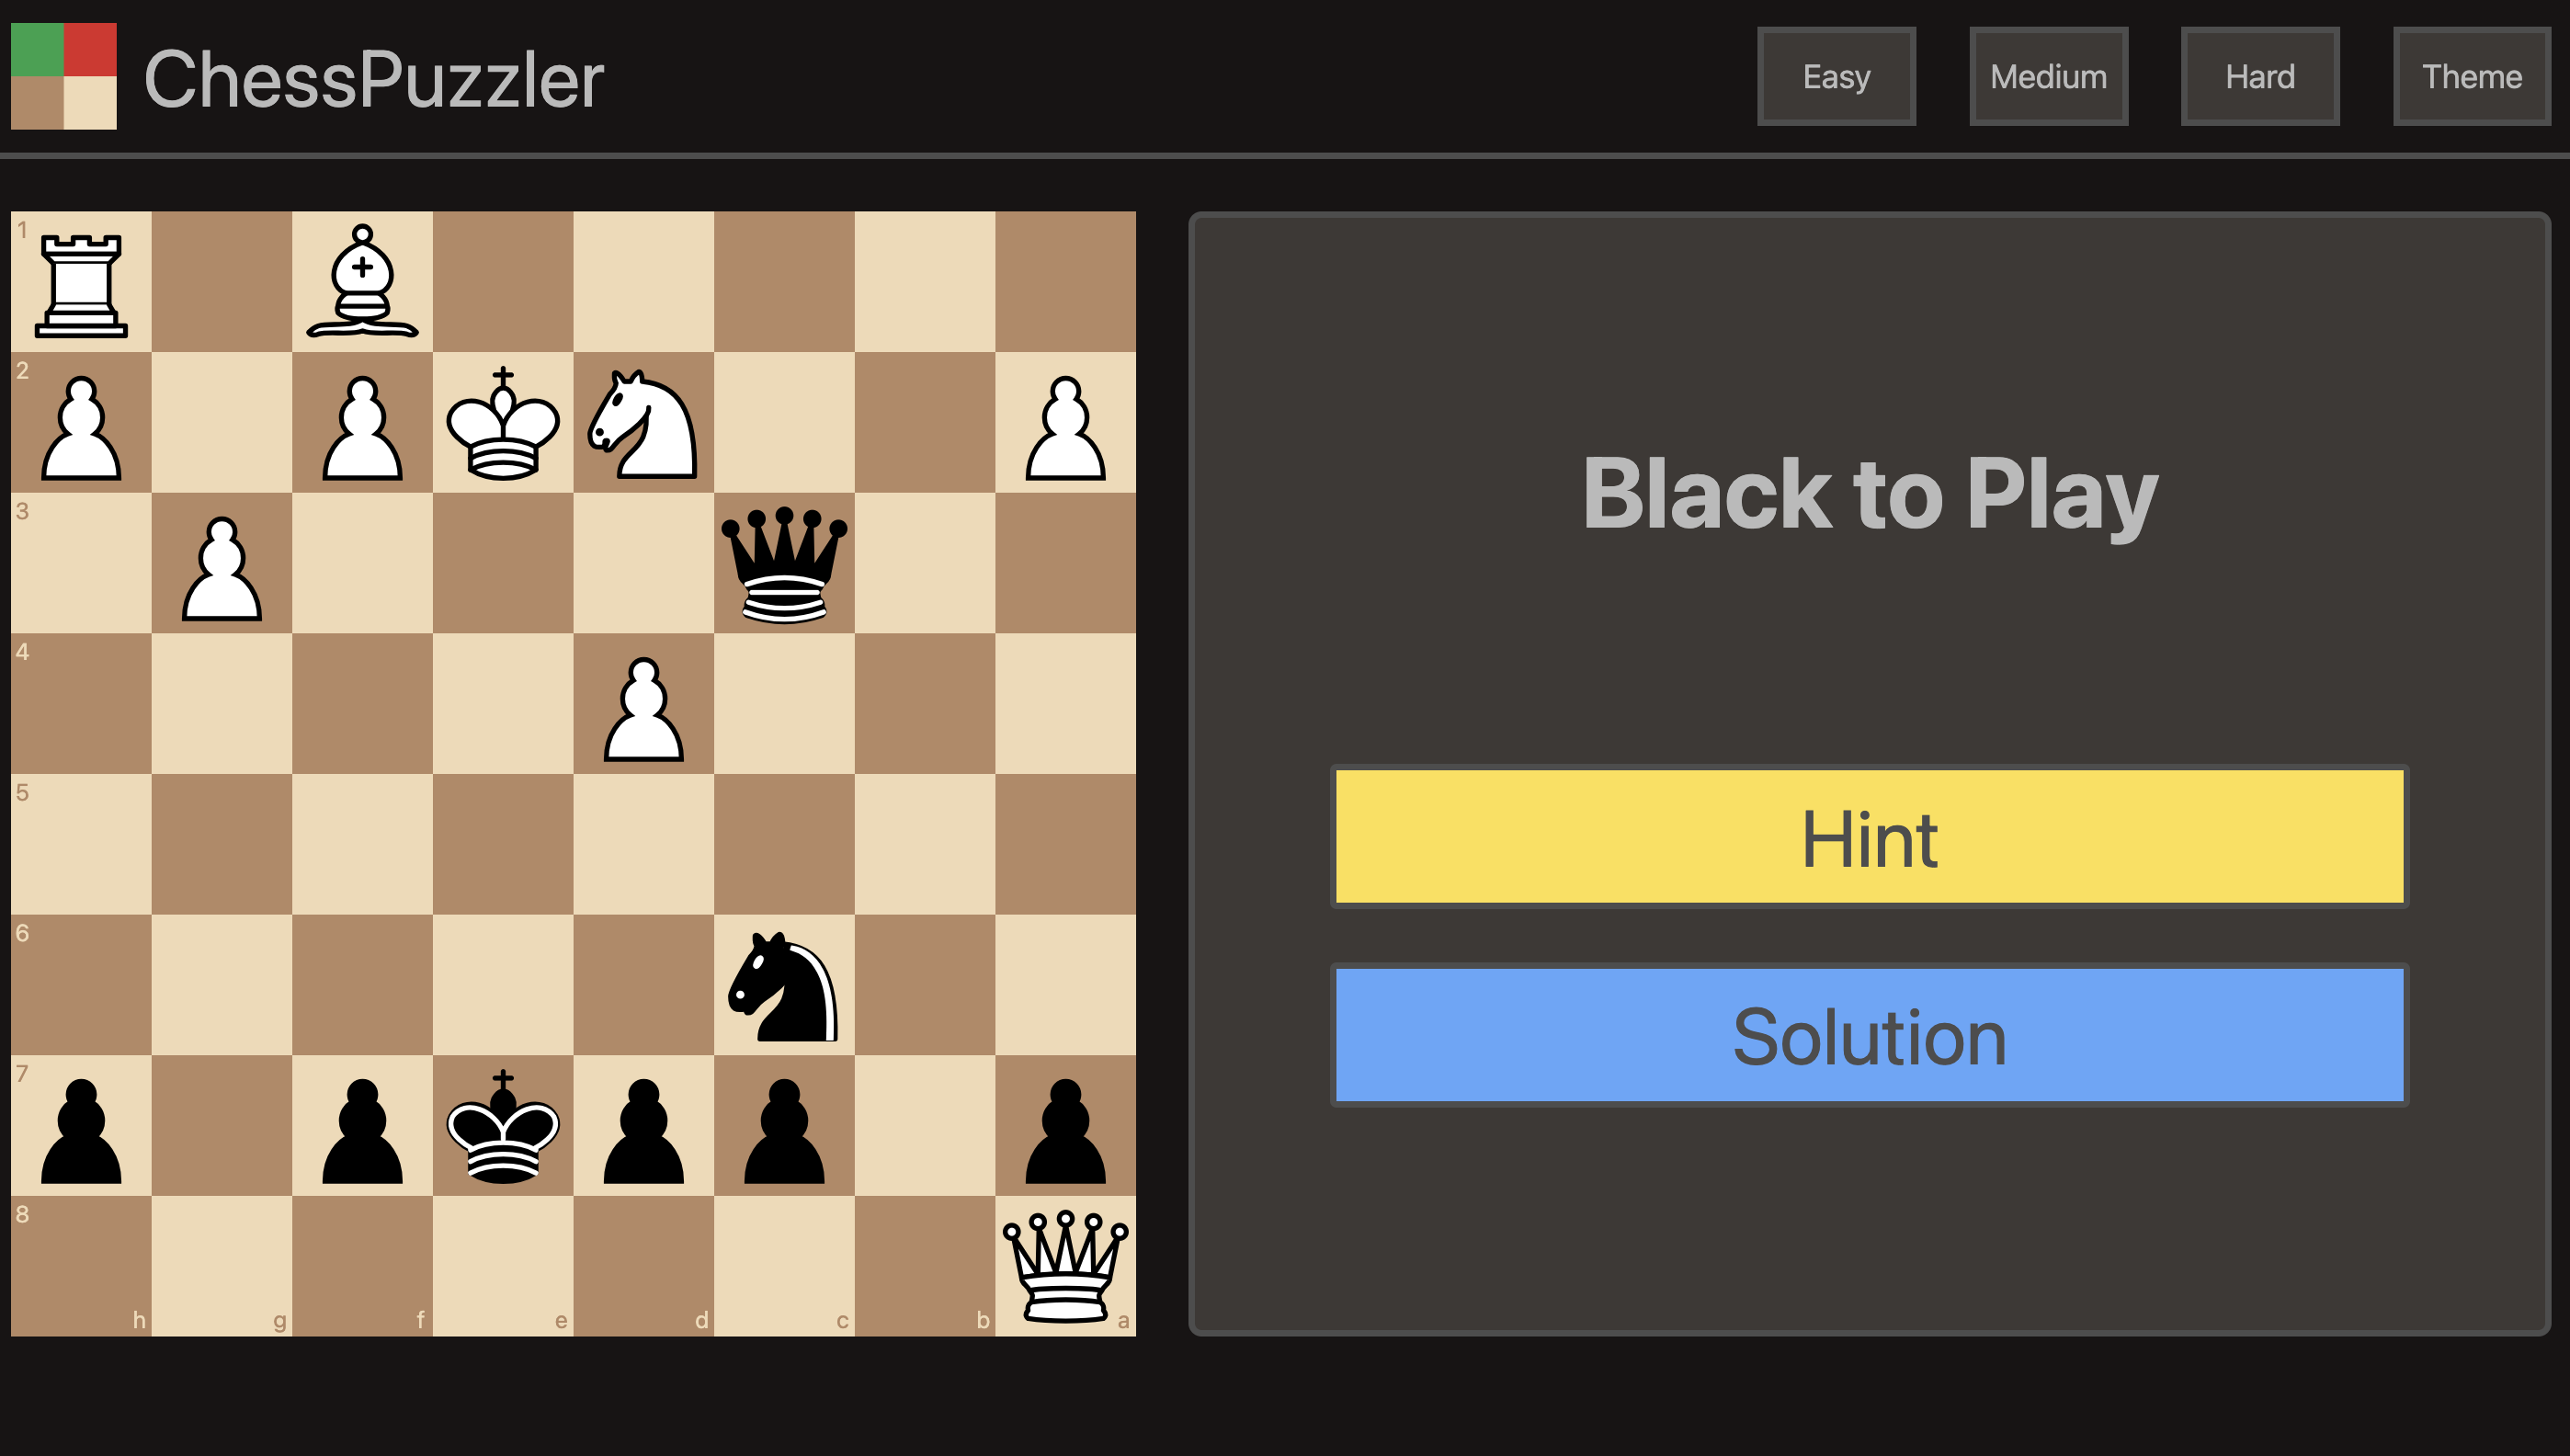 ChessPuzzler
Easy
Medium
Hard
Theme
1
2
3
4
5
6
7
8
h
g
f
e
d
c
b
a
Black to Play
Hint
Solution